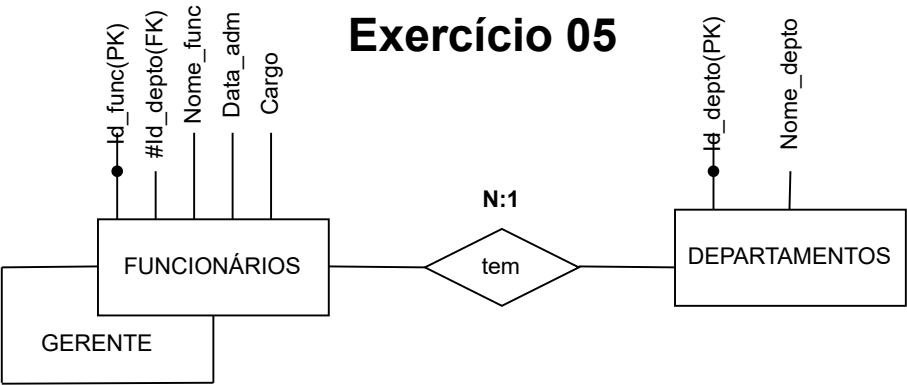 Exercício 05
Id_func(PK)
#Id_depto(FK)
Nome_func
Data_adm
Cargo
Id_depto(PK)
Nome_depto
N:1
FUNCIONÁRIOS
tem
DEPARTAMENTOS
GERENTE